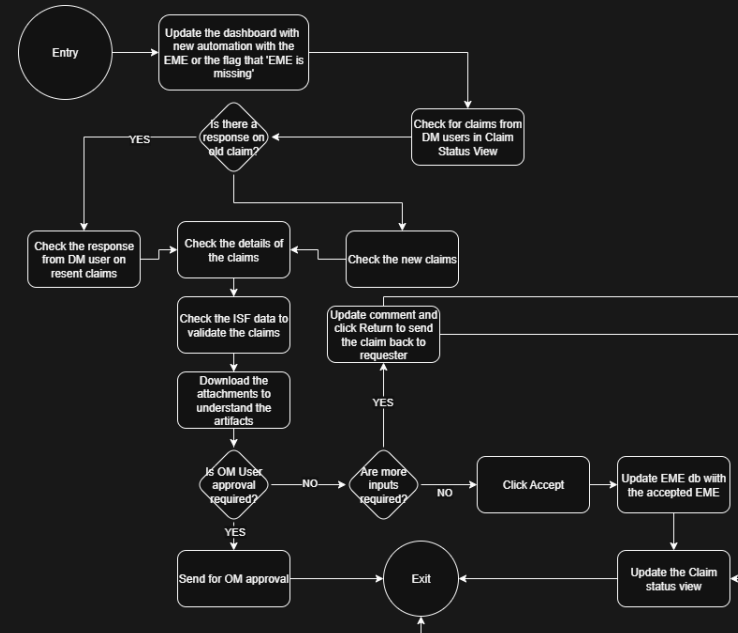 Entry
Update the dashboard with
new automation with the
EME or the flag that 'EME is
missing'
Check for claims from
DM users in Claim
Status View
Is there a
response on
old claim?
YES
Check the response
from DM user on
resent claims
Check the details of
the claims
Check the new claims
Check the ISF data to
validate the claims
Update comment and
click Return to send
the claim back to
requester
Download the
attachments to
understand the
artifacts
YES
Is OM User
approval
required?
NO
Are more
inputs
required?
NO
Click Accept
Update EME db wiith
the accepted EME
YES
Send for OM approval
Exit
Update the Claim
status view